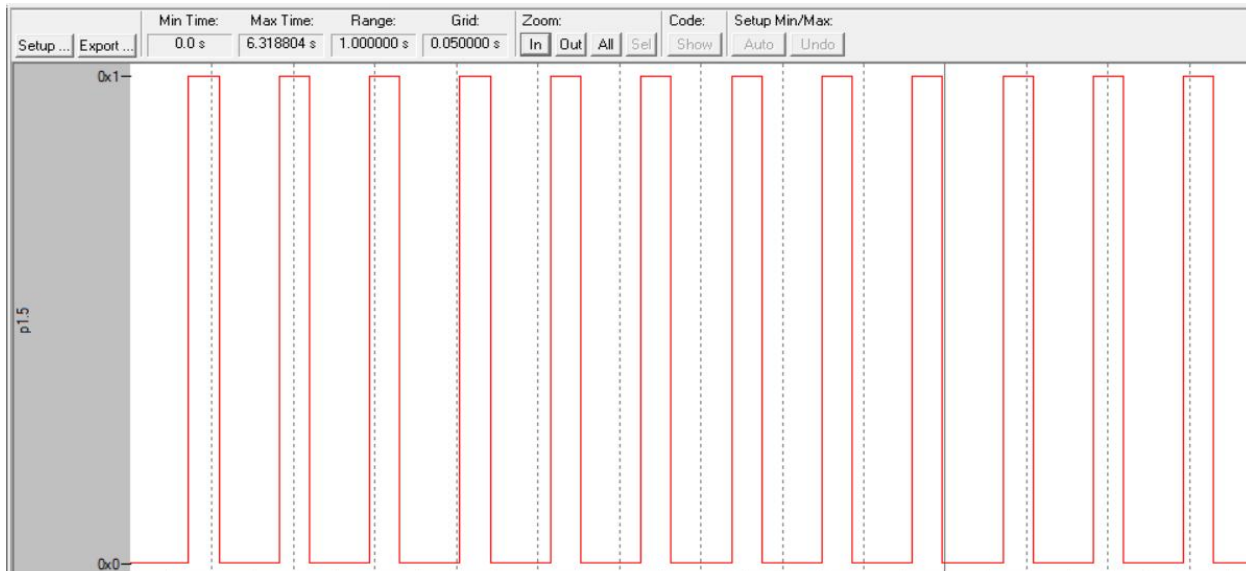 Min Time: Max Time: Range: Grid: Zoom: Code: Setup Min/Max:
Setup ... Export ... 0.0 s 6.318804 s 1.000000 s 0.050000 s In Out All Sel Show Auto Undo
0x1
p1.5
0x0